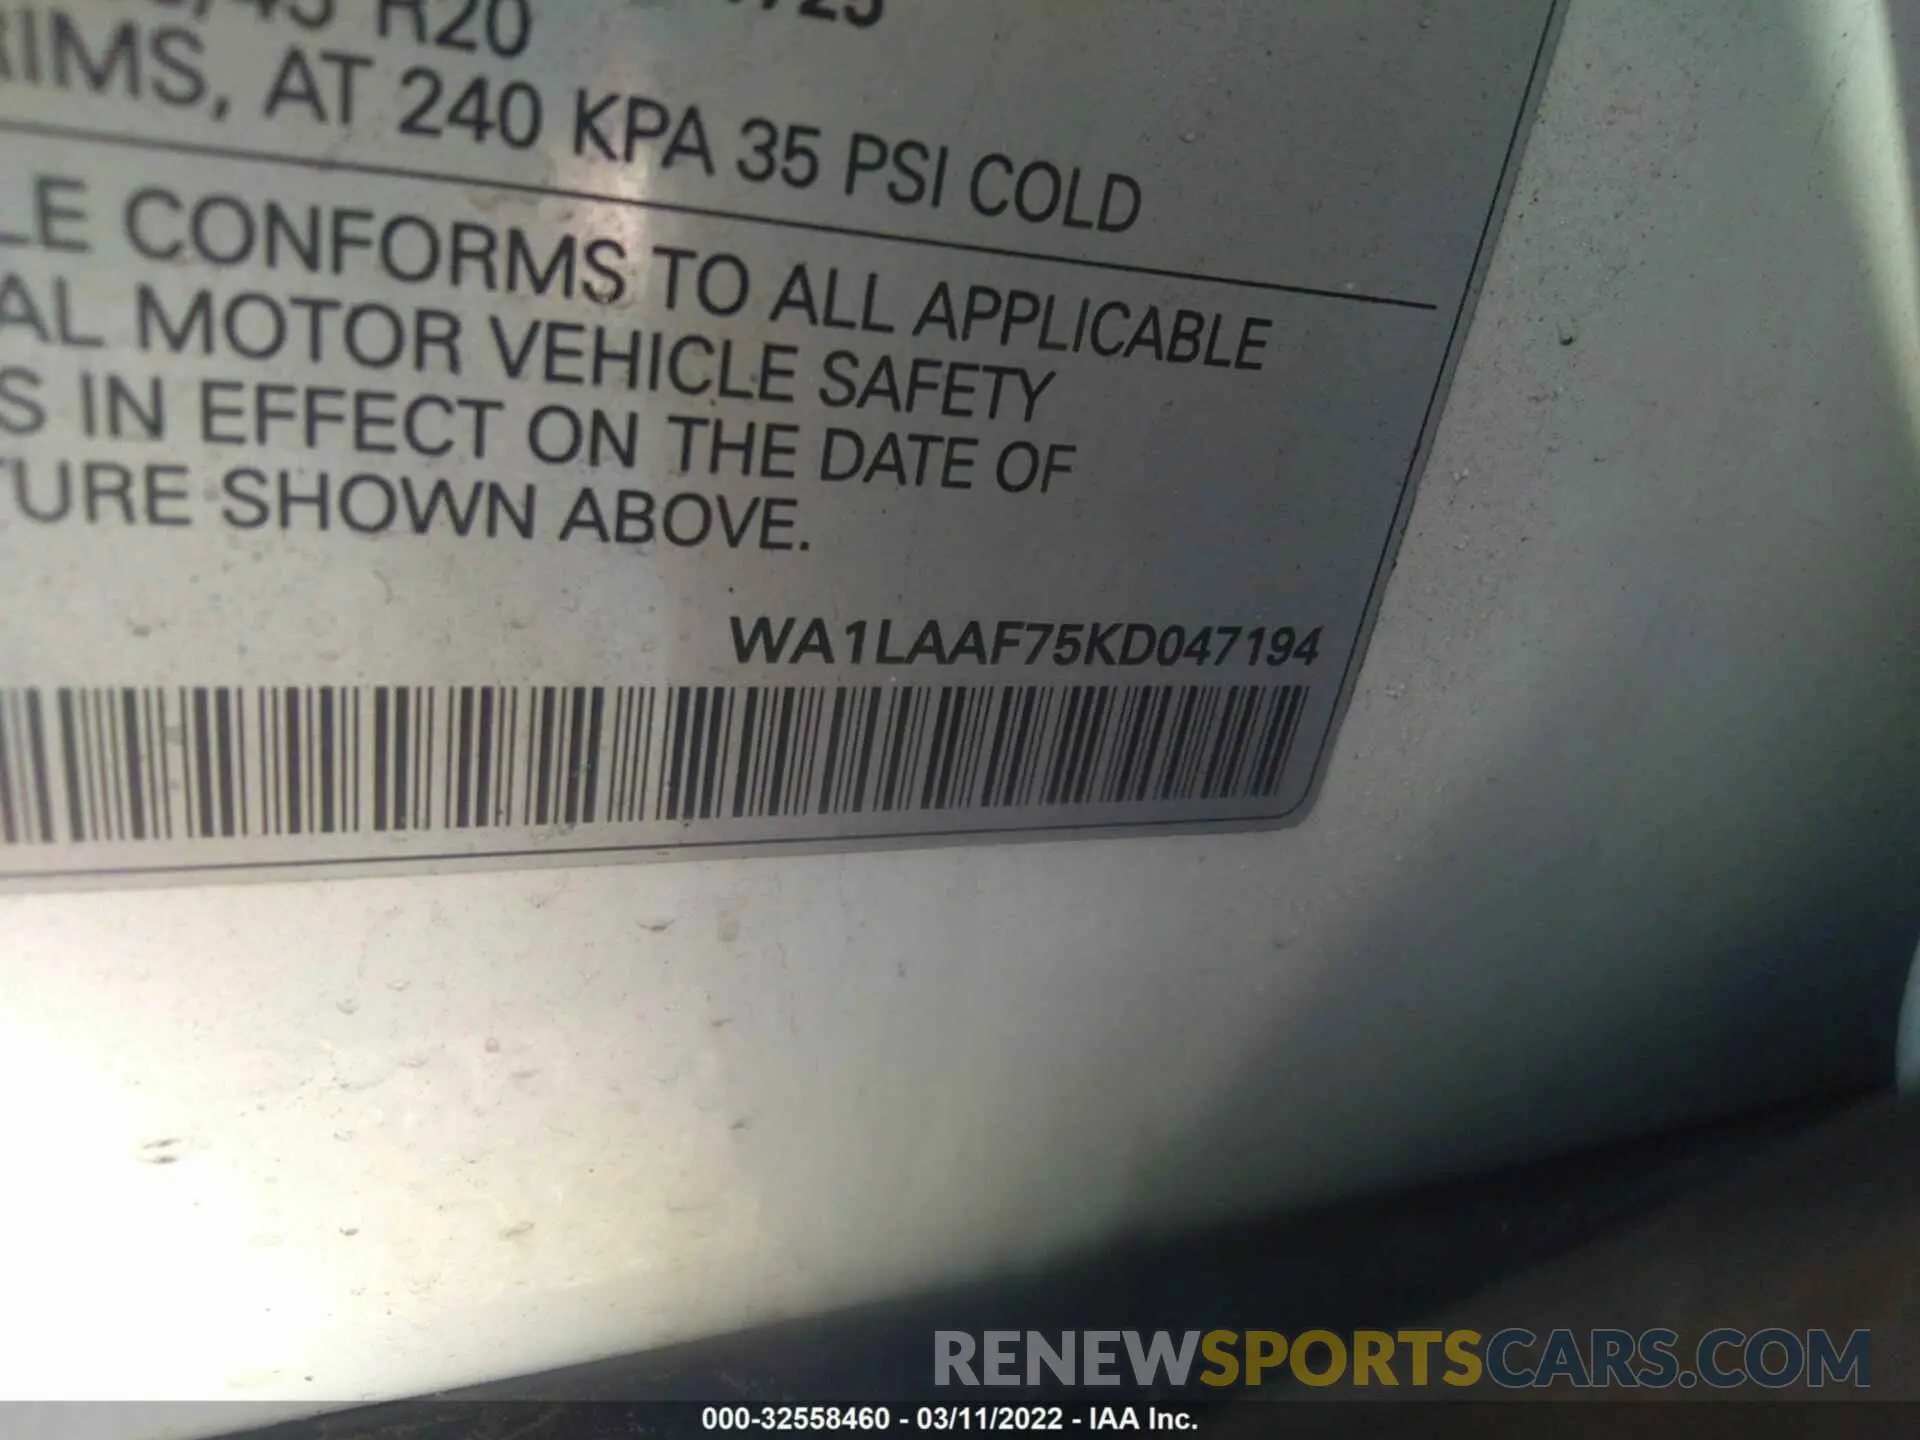 R20
RIMS, AT 240 KPA 35 PSI COLD
LE CONFORMS TO ALL APPLICABLE
AL MOTOR VEHICLE SAFETY
S IN EFFECT ON THE DATE OF
TURE SHOWN ABOVE.
WA1LAAF75KD047194
RENEWSPORTSCARS.COM
000-32558460 - 03/11/2022 - IAA Inc.